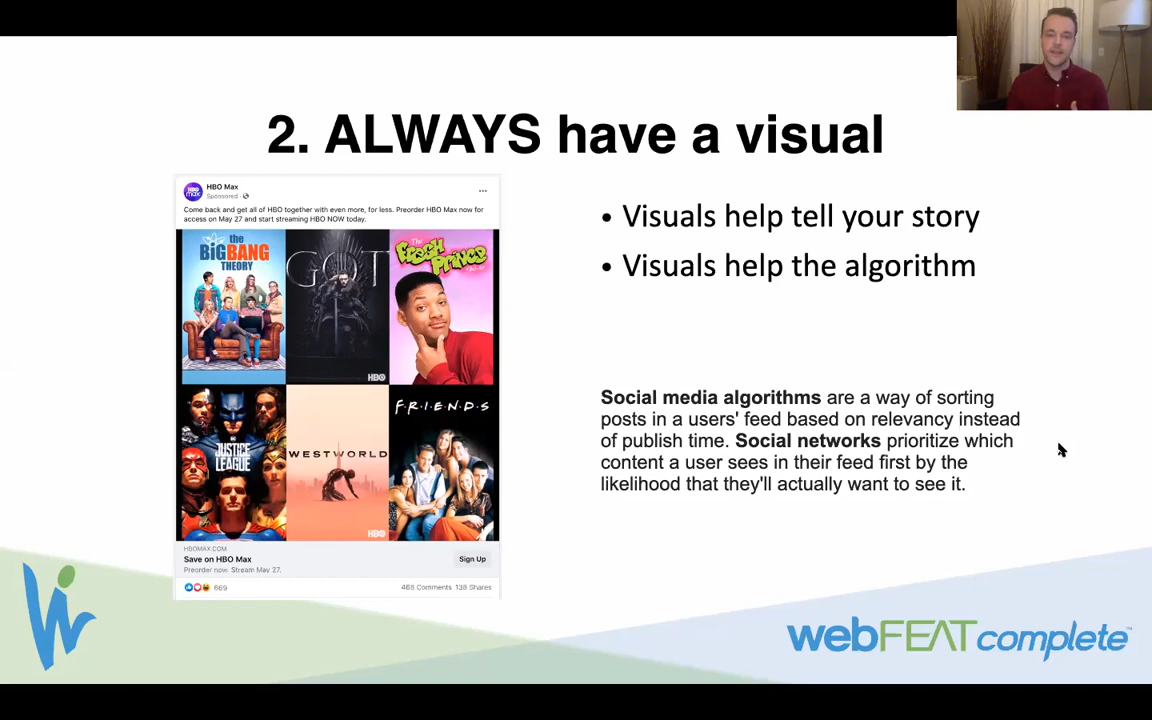 2. ALWAYS have a visual
HBO Max
Sponsored ·
Come back and get all of HBO together with even more, for less. Preorder HBO Max now for
access on May 27 and start streaming HBO NOW today.
the
BIG BANG
THEORY
GOT
HBO
The
Fresh
Prince
JUSTICE
LEAGUE
WESTWORLD
HBO
F·R·I·E·N·D·S
HBOMAX.COM
Save on HBO Max
Preorder now. Stream May 27.
Sign Up
669
468 Comments 138 Shares
• Visuals help tell your story
• Visuals help the algorithm
Social media algorithms are a way of sorting
posts in a users' feed based on relevancy instead
of publish time. Social networks prioritize which
content a user sees in their feed first by the
likelihood that they'll actually want to see it.
webFEAT complete™